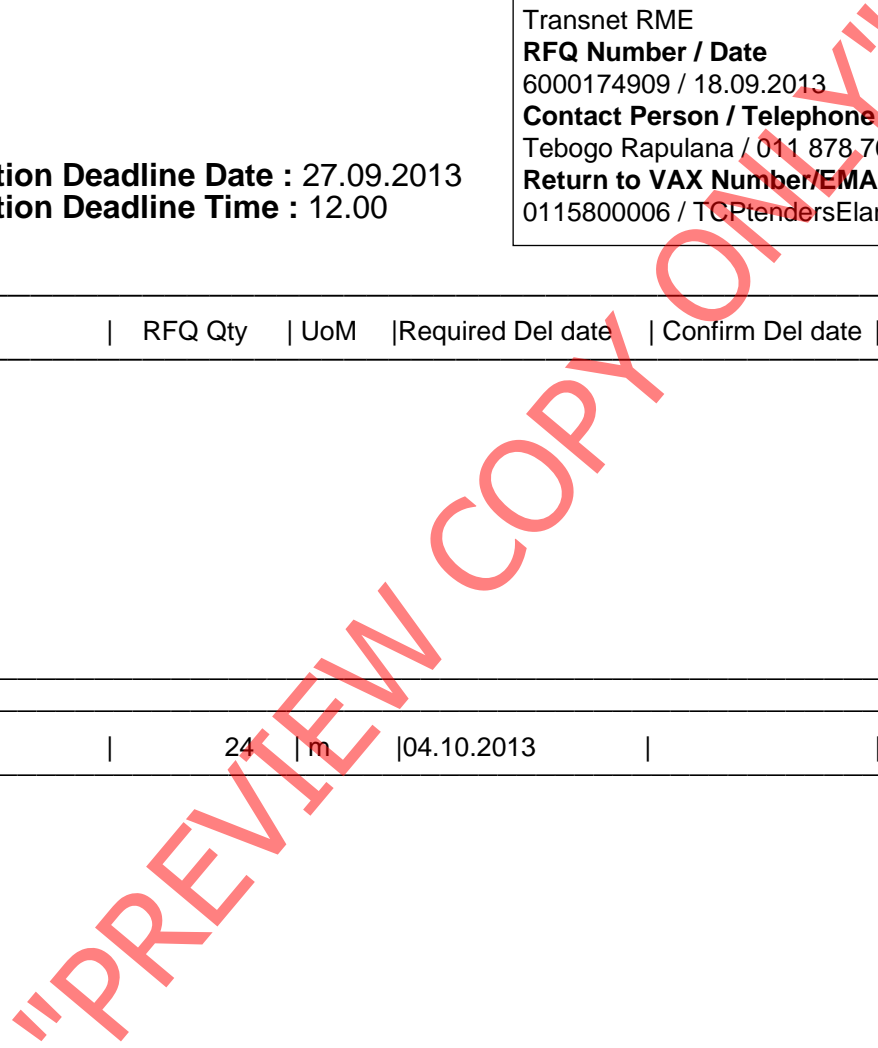 Transnet RME
RFQ Number / Date
6000174909 / 18.09.2013
Contact Person / Telephone
Tebogo Rapulana / 011 878 7
tion Deadline Date : 27.09.2013
Return to VAX Number/EMA
tion Deadline Time : 12.00
0115800006 / TCPtendersElan
| RFQ Qty | UoM |Required Del date | Confirm Del date |
| 24 | m |04.10.2013 | |
"PREVIEW COPY ONLY"